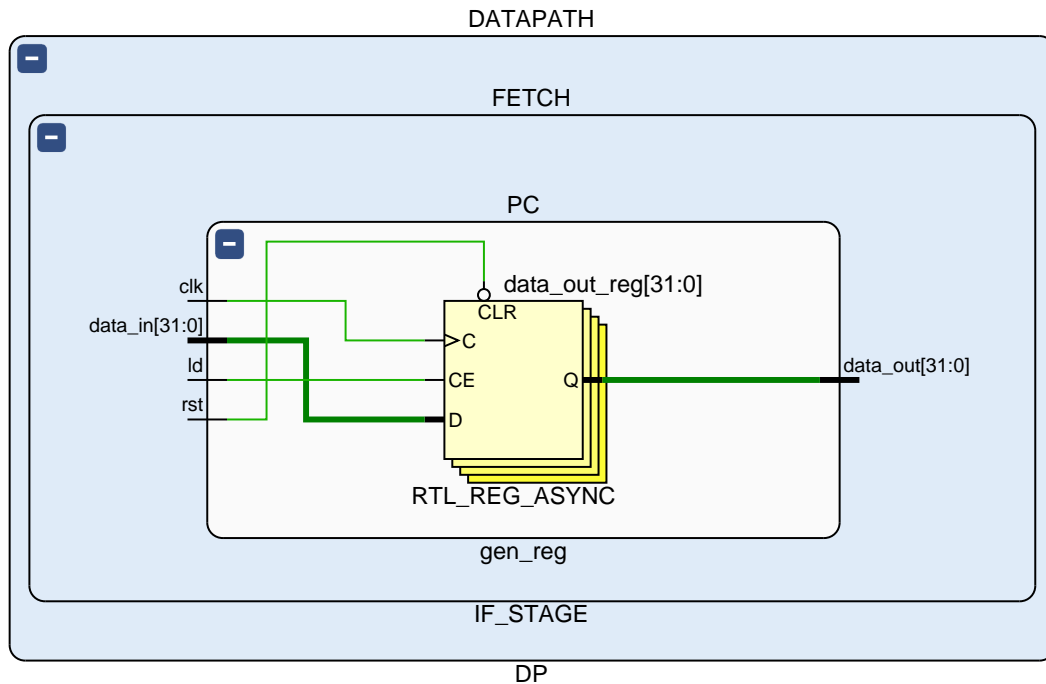 DATAPATH
FETCH
PC
clk
data_out_reg[31:0]
CLR
data_in[31:0]
C
ld
CE
Q
data_out[31:0]
rst
D
RTL_REG_ASYNC
gen_reg
IF_STAGE
DP